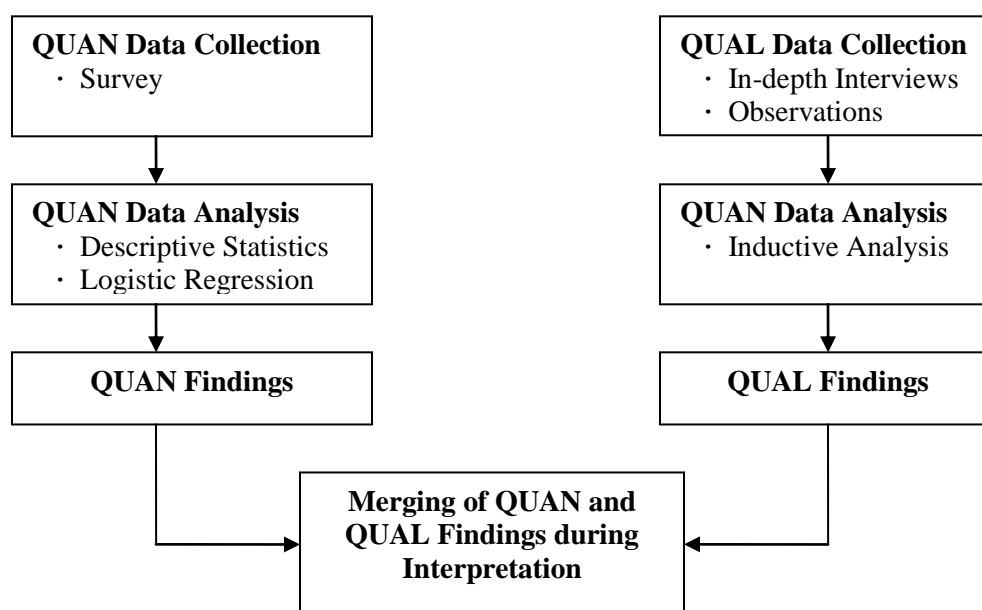 QUAN Data Collection
· Survey
QUAL Data Collection
· In-depth Interviews
· Observations
QUAN Data Analysis
· Descriptive Statistics
· Logistic Regression
QUAN Data Analysis
· Inductive Analysis
QUAN Findings
QUAL Findings
Merging of QUAN and
QUAL Findings during
Interpretation